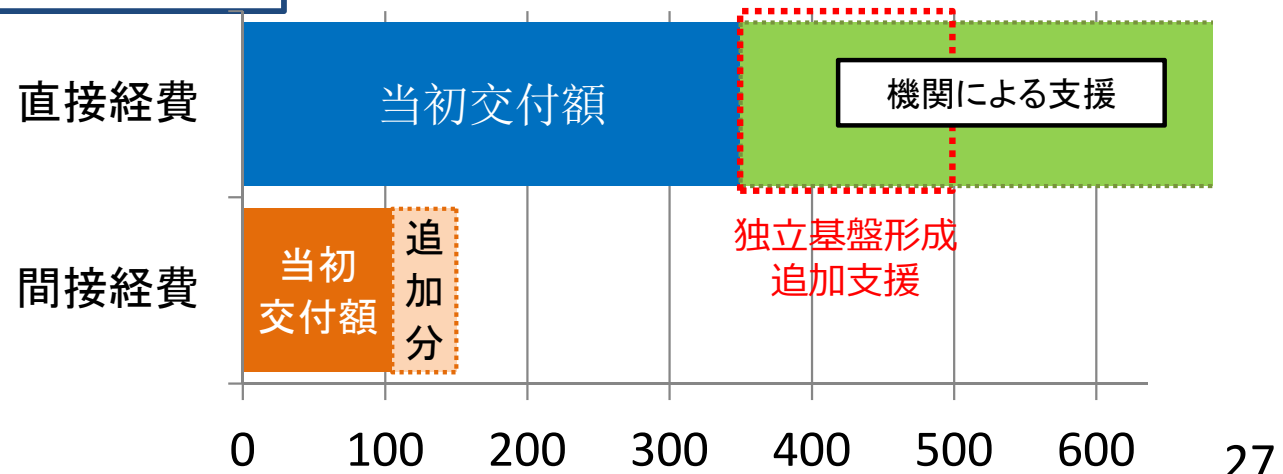 直接経費
当初交付額
機関による支援
独立基盤形成
追加支援
間接経費
当初
交付額
追
加
分
0 100 200 300 400 500 600
27